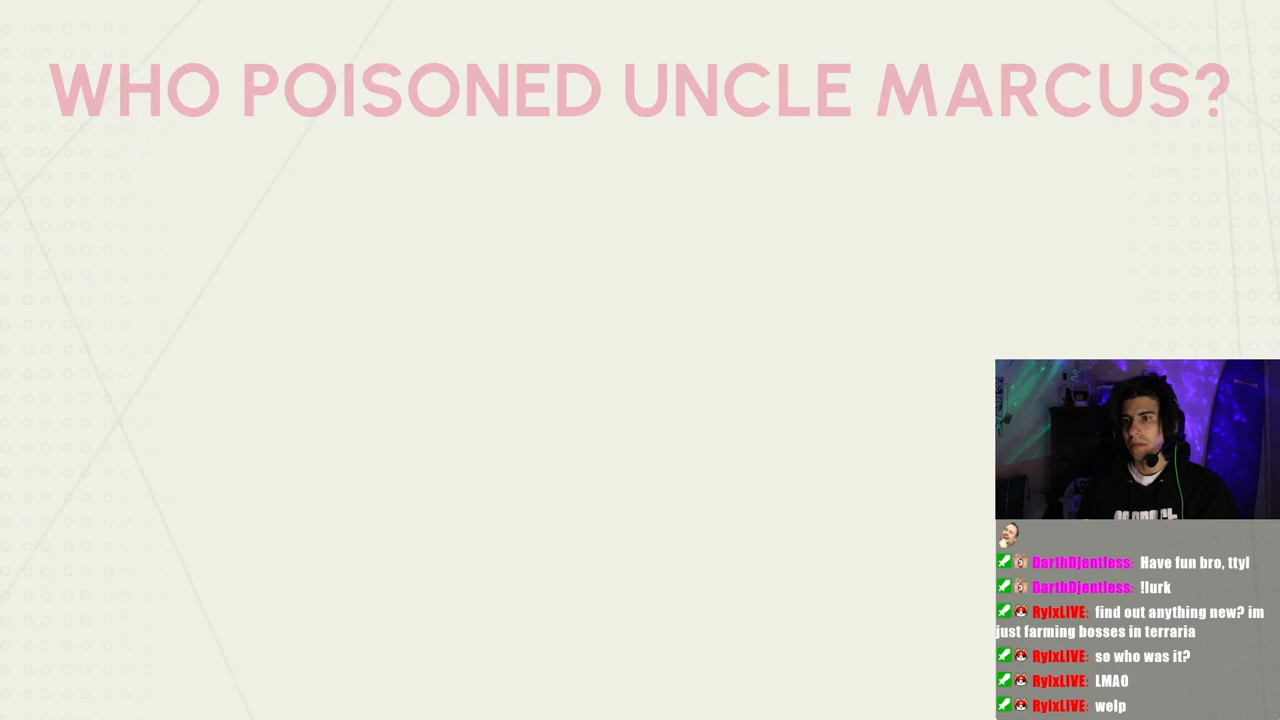 WHO POISONED UNCLE MARCUS?
DarthDjentless: Have fun bro, ttyl
DarthDjentless: !lurk
RylxLIVE: find out anything new? im
just farming bosses in terraria
RylxLIVE: so who was it?
RylxLIVE: LMAO
RylxLIVE: welp